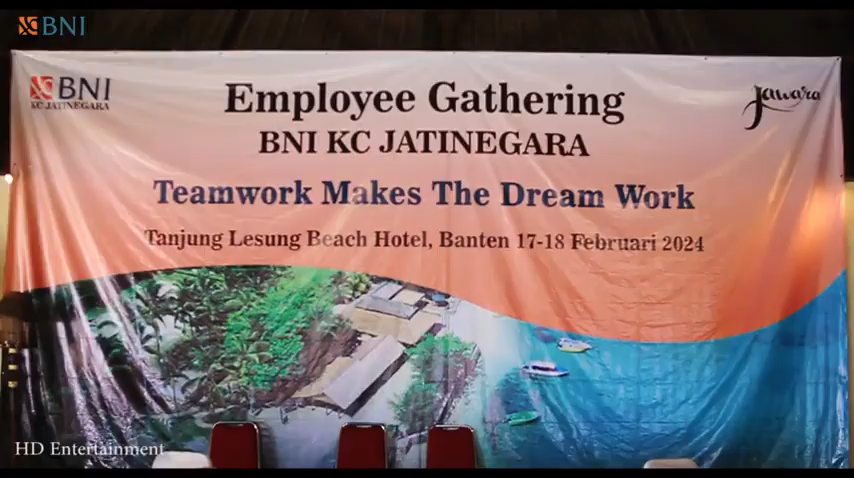 BNI
BNI
KC JATINEGARA
Jawara
Employee Gathering
BNI KC JATINEGARA
Teamwork Makes The Dream Work
Tanjung Lesung Beach Hotel, Banten 17-18 Februari 2024
HD Entertainment